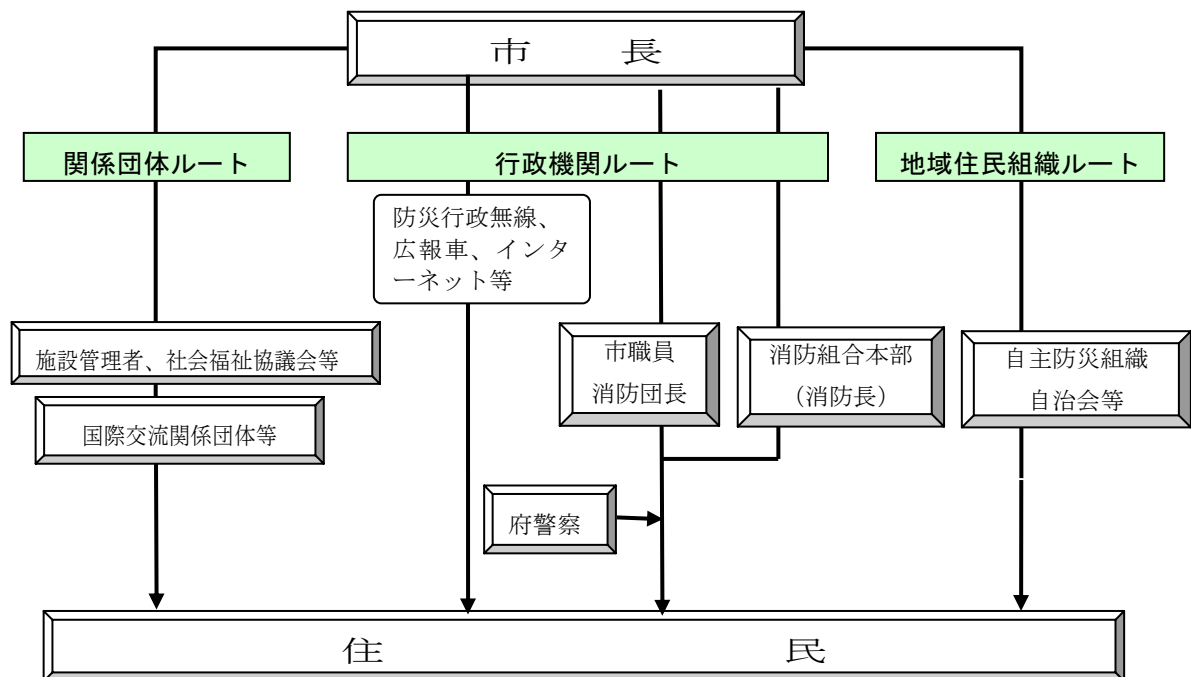 市　　　長
関係団体ルート
行政機関ルート
地域住民組織ルート
防災行政無線、
広報車、インタ
ーネット等
施設管理者、社会福祉協議会等
国際交流関係団体等
市職員
消防団長
消防組合本部
（消防長）
自主防災組織
自治会等
府警察
住　　　　　　民